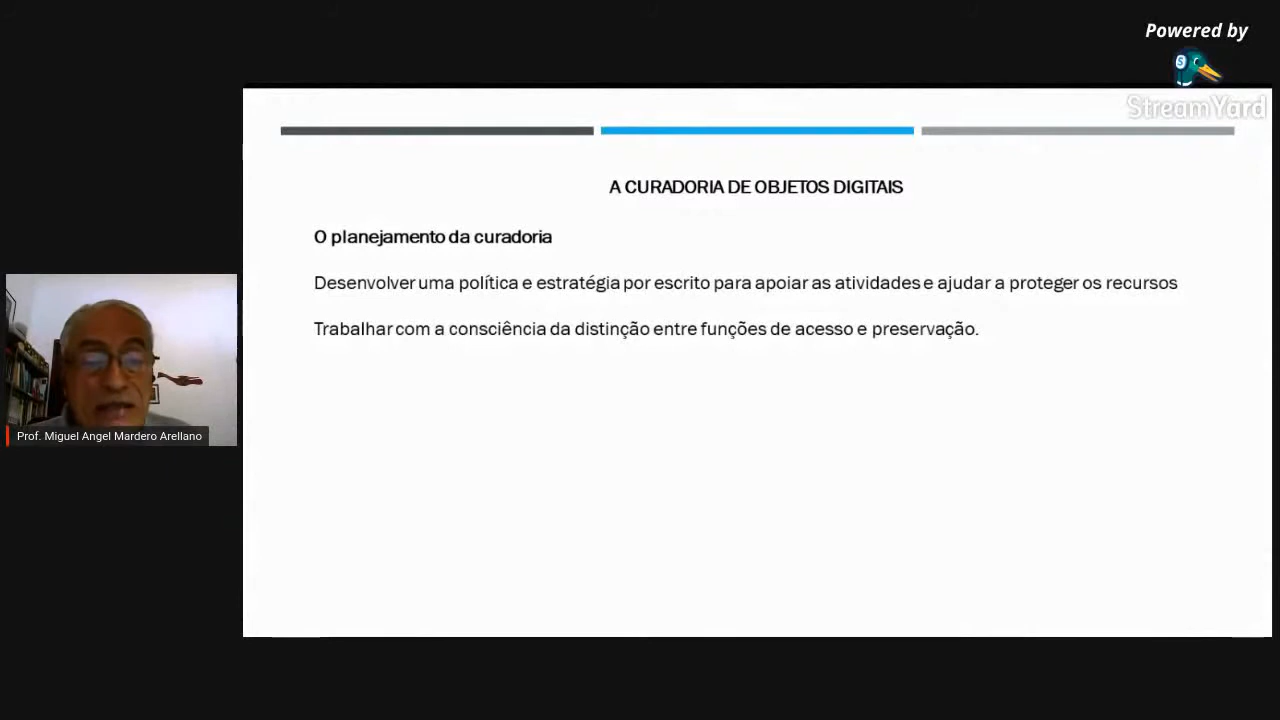 Powered by
StreamYard
A CURADORIA DE OBJETOS DIGITAIS
O planejamento da curadoria
Desenvolver uma política e estratégia por escrito para apoiar as atividades e ajudar a proteger os recursos
Trabalhar com a consciência da distinção entre funções de acesso e preservação.
Prof. Miguel Angel Mardero Arellano